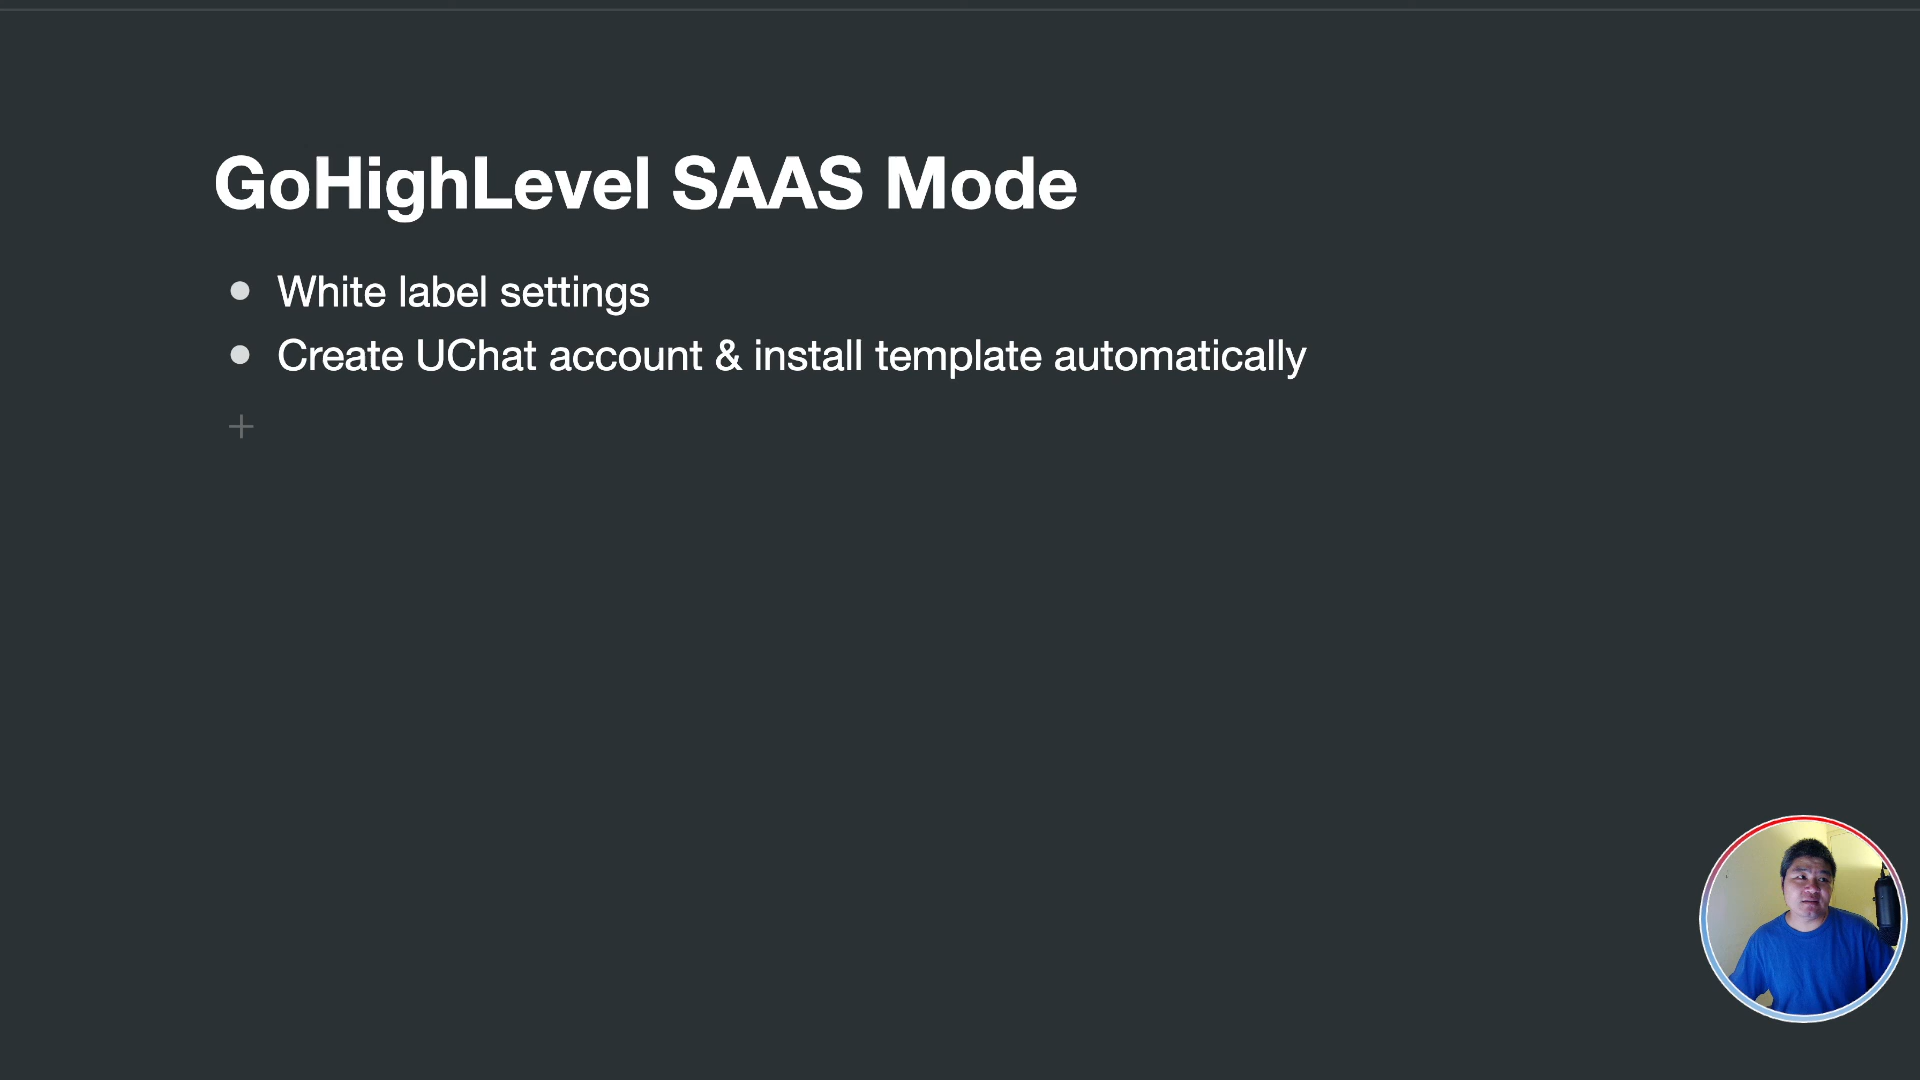 GoHighLevel SAAS Mode
White label settings
Create UChat account & install template automatically